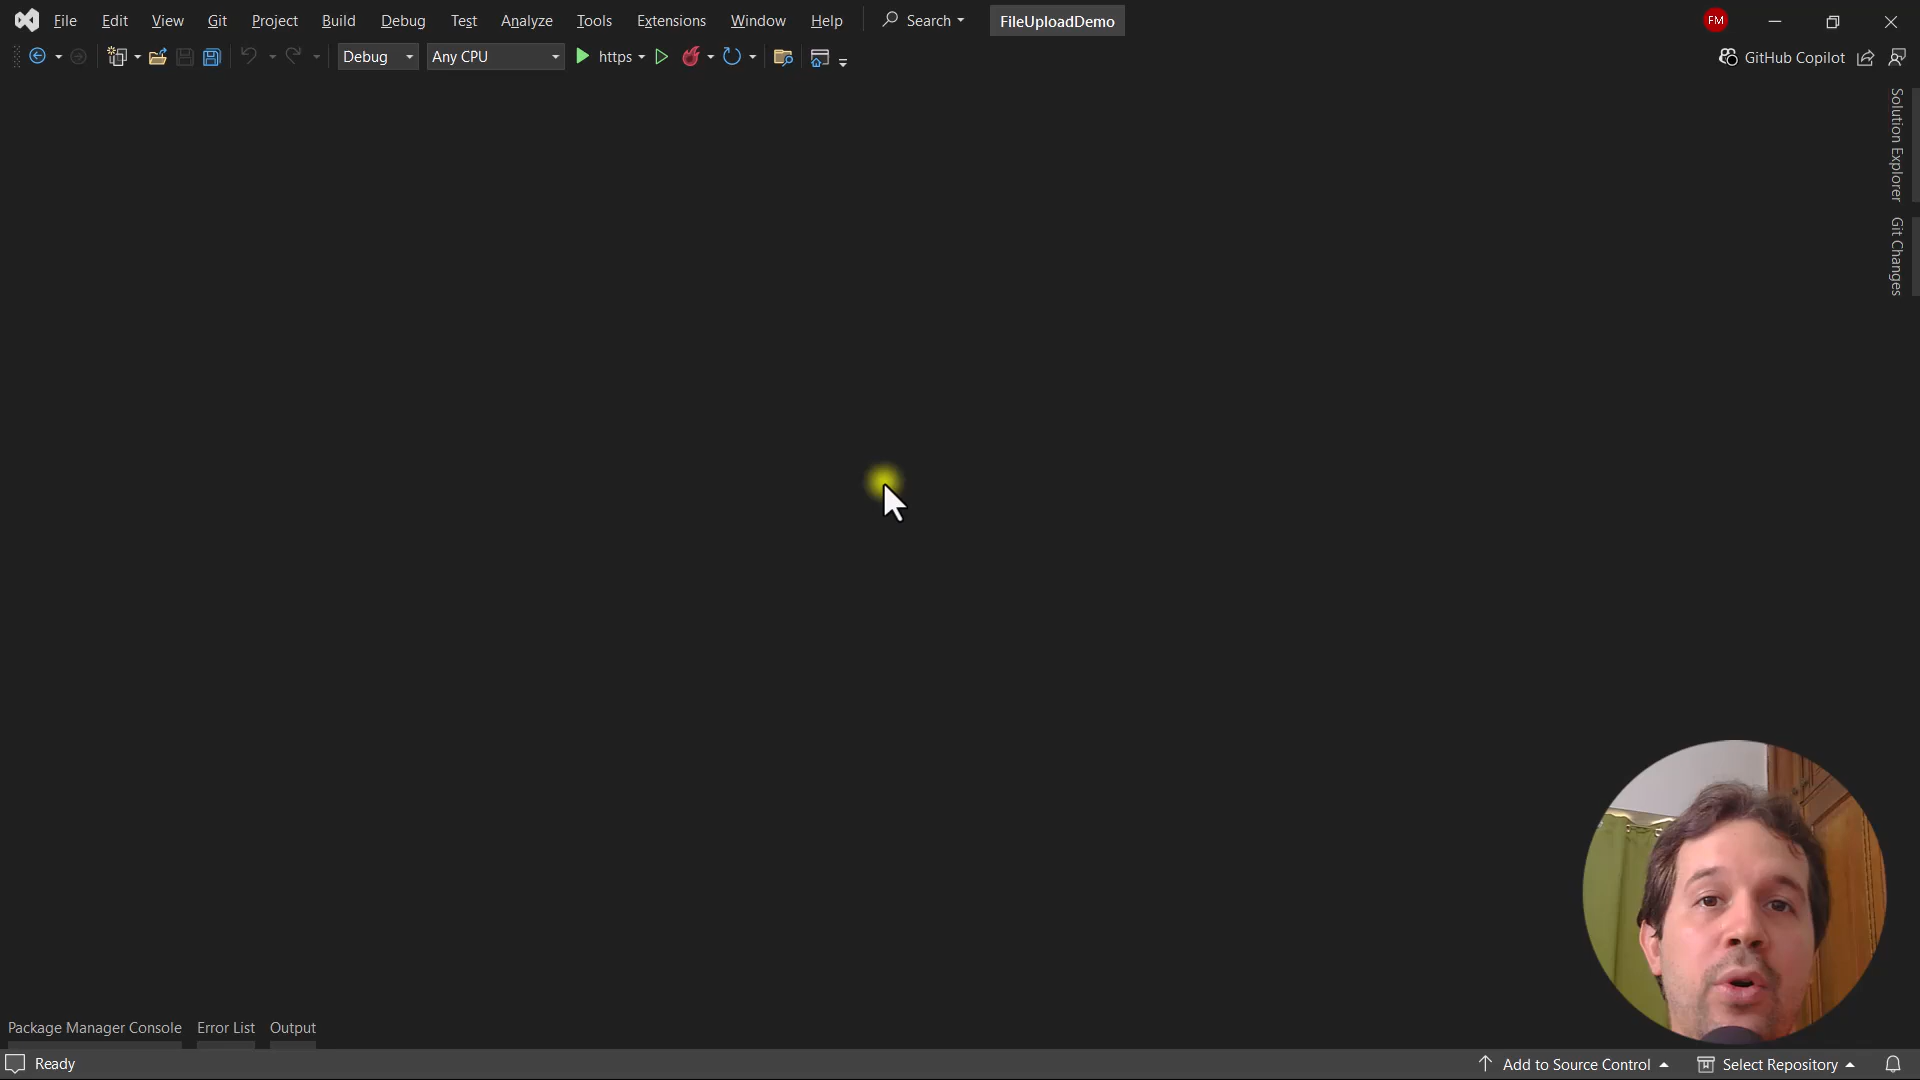 File Edit View Git Project Build Debug Test Analyze Tools Extensions Window Help Search FileUploadDemo FM
Debug Any CPU https GitHub Copilot
Solution Explorer
Git Changes
Package Manager Console Error List Output
Ready Add to Source Control Select Repository